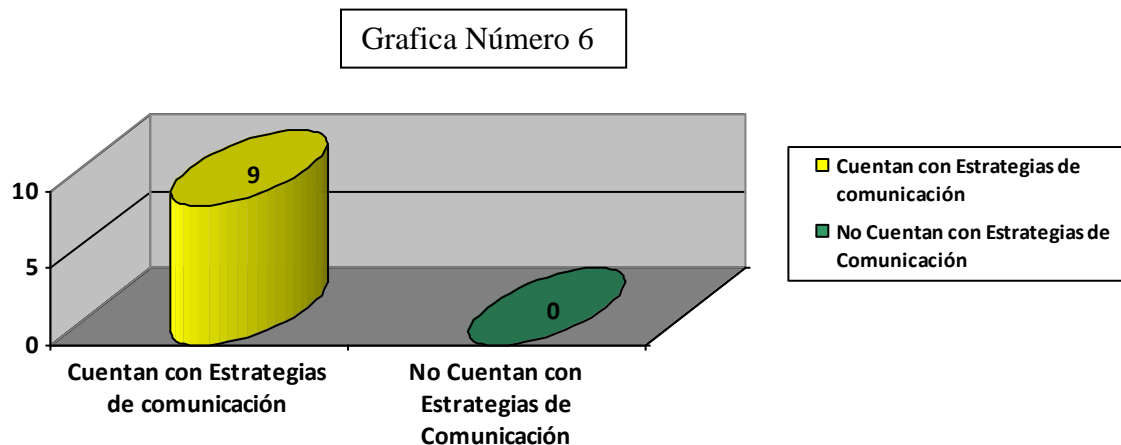 Grafica Número 6
10
5
0
9
0
Cuentan con Estrategias
de comunicación
No Cuentan con
Estrategias de
Comunicación
Cuentan con Estrategias de
comunicación
No Cuentan con Estrategias de
Comunicación